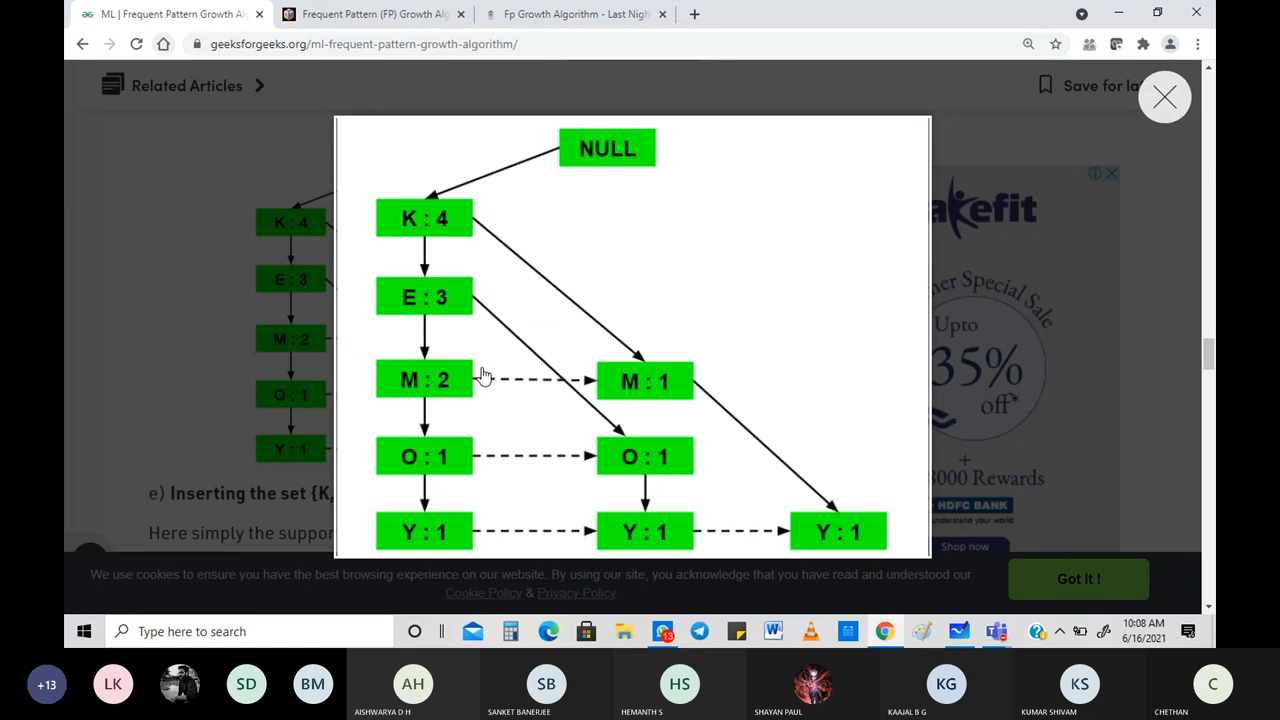 ML | Frequent Pattern Growth Alg
Frequent Pattern (FP) Growth Alg
Fp Growth Algorithm - Last Nigh
geeksforgeeks.org/ml-frequent-pattern-growth-algorithm/
Related Articles
Save for la
NULL
K : 4
E : 3
M : 2
M : 1
O : 1
O : 1
Y : 1
Y : 1
Y : 1
K : 4
E : 3
M : 2
O : 1
Y : 1
akefit
er Special Sale
Upto
35%
off*
+
8000 Rewards
HDFC BANK
understand your world
Shop now
e) Inserting the set {K,
Here simply the suppor
We use cookies to ensure you have the best browsing experience on our website. By using our site, you acknowledge that you have read and understood our
Cookie Policy & Privacy Policy
Got It !
Type here to search
13
10:08 AM
6/16/2021
+13
LK
SD
BM
AH
SB
HS
KG
KS
C
AISHWARYA D H
SANKET BANERJEE
HEMANTH S
SHAYAN PAUL
KAAJAL B G
KUMAR SHIVAM
CHETHAN